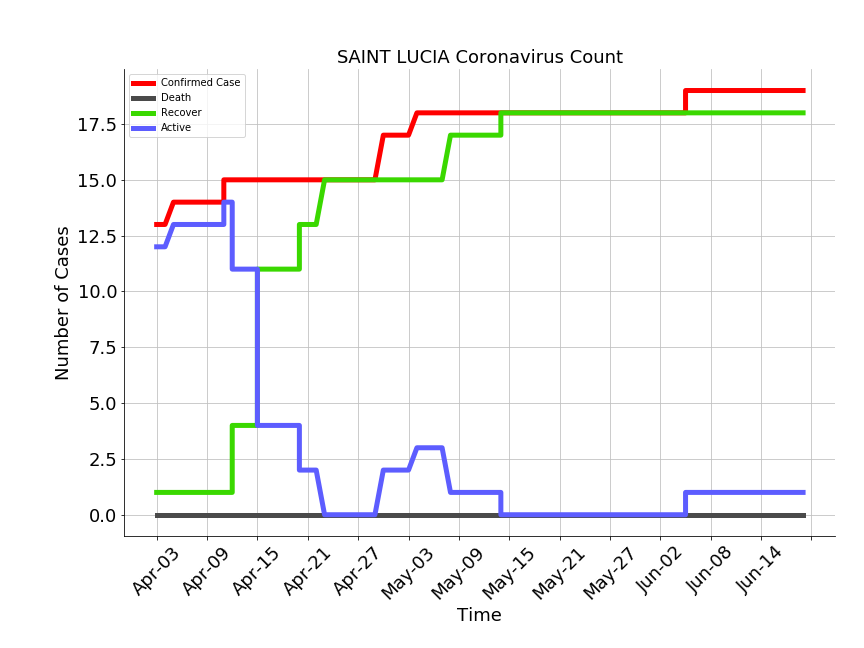 SAINT LUCIA Coronavirus Count
Confirmed Case
Death
Recover
Active
17.5
15.0
12.5
10.0
7.5
5.0
2.5
0.0
Number of Cases
Apr-03
Apr-09
Apr-15
Apr-21
Apr-27
May-03
May-09
May-15
May-21
May-27
Jun-02
Jun-08
Jun-14
Time